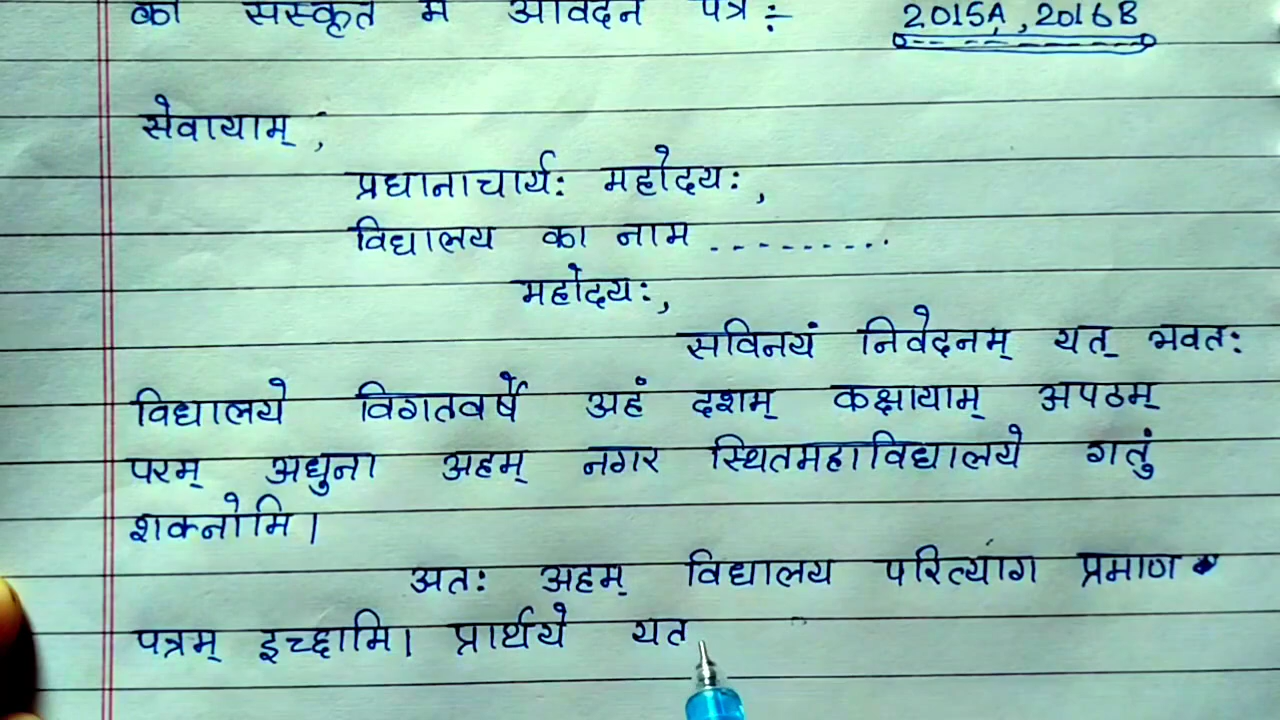 को संस्कृत में आवेदन पत्र :-
2015A, 2016B
सेवायाम्,
प्रधानाचार्य: महोदय:,
विद्यालय का नाम .........
महोदय:,
सविनयं निवेदनम् यत् भवत:
विद्यालये विगतवर्षे अहं दशम् कक्षायाम् अपठम्
परम् अधुना अहम् नगर स्थितमहाविद्यालये गतुं
शक्नोमि।
अत: अहम् विद्यालय परित्याग प्रमाण
पत्रम् इच्छामि। प्रार्थये यत